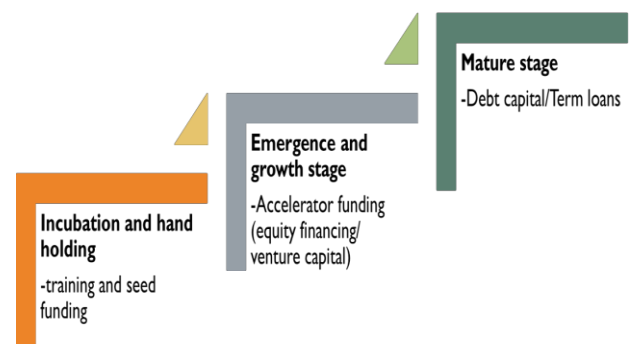 Incubation and hand
holding
-training and seed
funding
Emergence and
growth stage
-Accelerator funding
(equity financing/
venture capital)
Mature stage
-Debt capital/Term loans